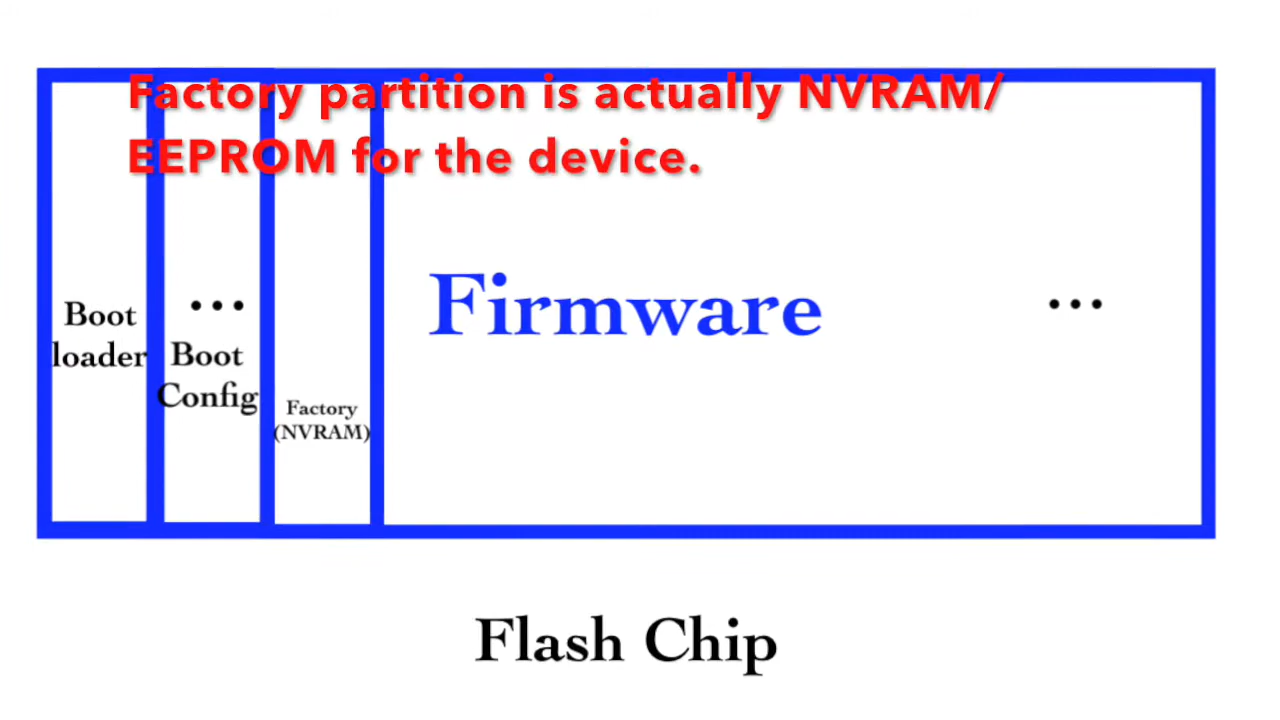 Factory partition is actually NVRAM/
EEPROM for the device.
Boot
loader
...
Boot
Config
Factory
(NVRAM)
Firmware
...
Flash Chip